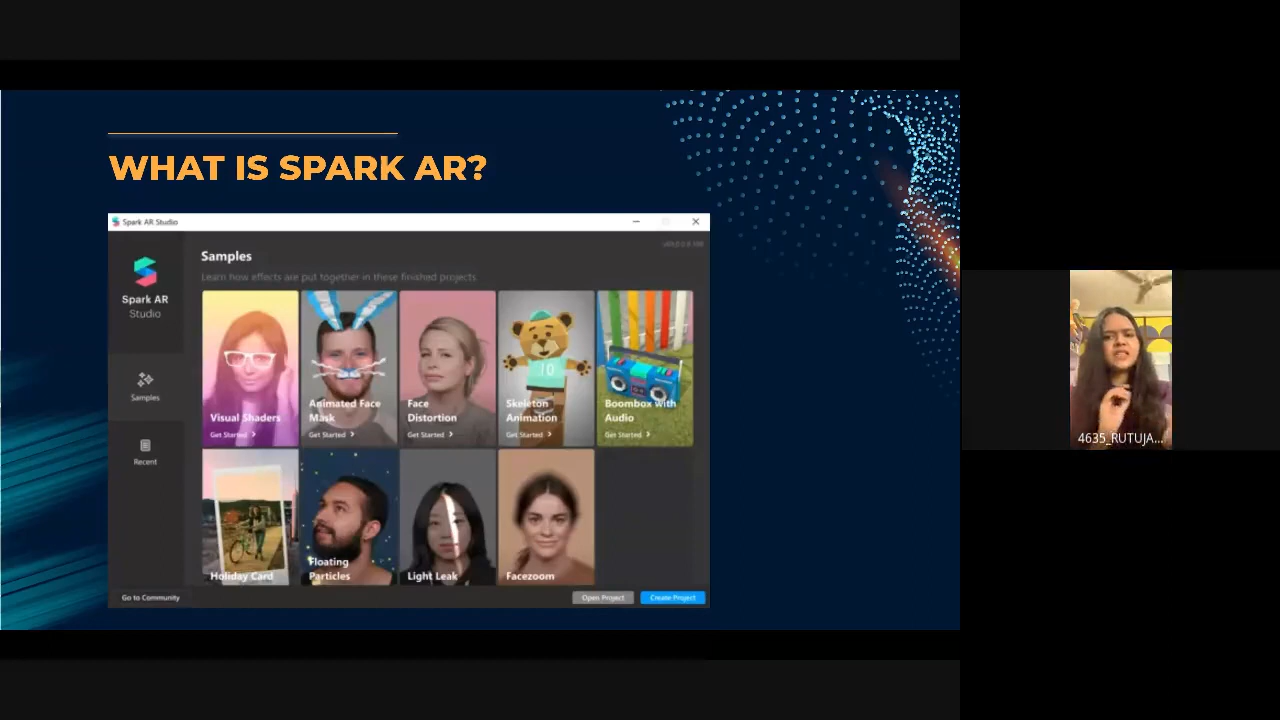 WHAT IS SPARK AR?
Spark AR Studio
Samples
Learn how effects are put together in these finished projects.
Spark AR
Studio
Samples
Recent
Visual Shaders
Get Started >
Animated Face
Mask
Get Started >
Face
Distortion
Get Started >
Skeleton
Animation
Get Started >
10
Boombox with
Audio
Get Started >
Holiday Card
Floating
Particles
Light Leak
Facezoom
Go to Community
Open Project
Create Project
4635_RUTUJA...